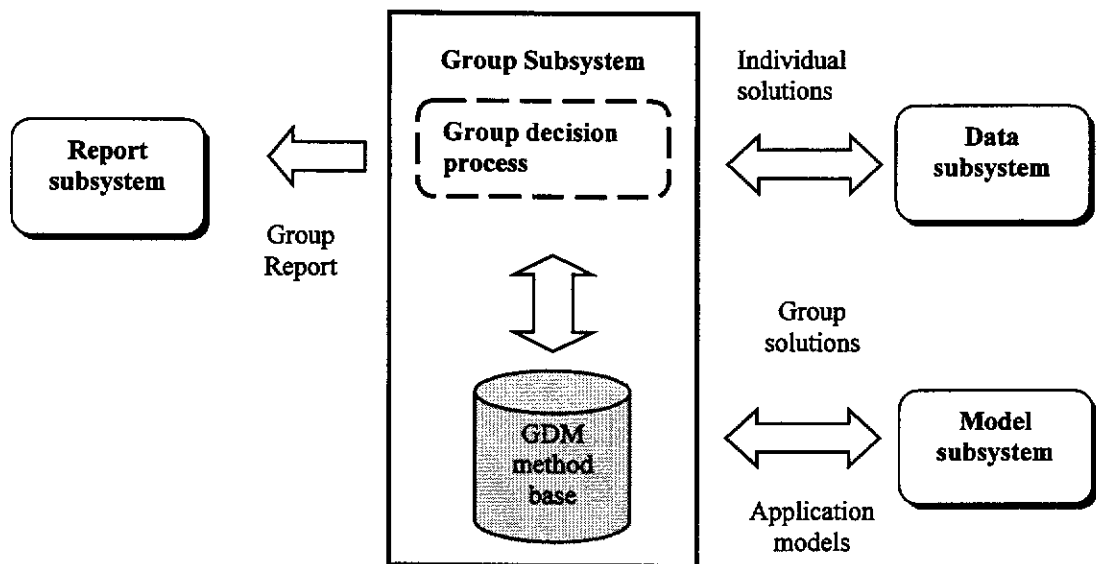 Group Subsystem
Group decision
process
Individual
solutions
Report
subsystem
Data
subsystem
Group
Report
Group
solutions
GDM
method
base
Model
subsystem
Application
models